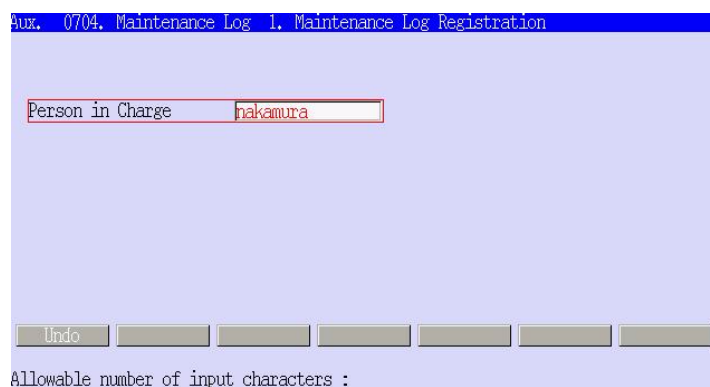 Aux. 0704. Maintenance Log 1. Maintenance Log Registration
Person in Charge nakamura
Undo
Allowable number of input characters :